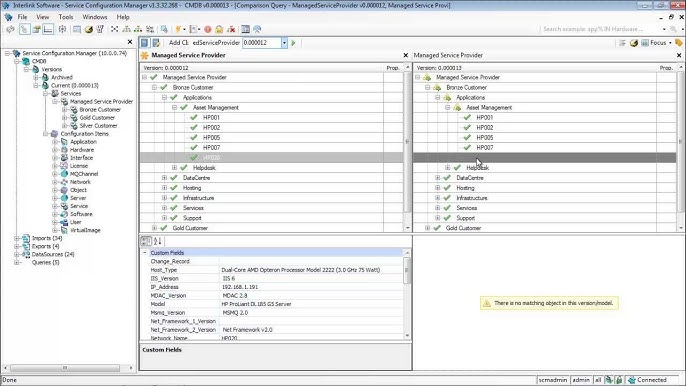 Interlink Software - Service Configuration Manager v1.3.32.268 - CMDB v0.000013 - [Comparison Query - ManagedServiceProvider v0.000012, Managed Service Provi]
File View Tools Windows Help
Search example: app/% IN Hardware...
Add CI: edServiceProvider 0.000012
Focus
Service Configuration Manager (10.0.0.74)
CMDB
Versions
Archived
Current (0.000013)
Services
Managed Service Provider
Bronze Customer
Gold Customer
Silver Customer
Configuration Items
Application
Hardware
Interface
License
MQChannel
Network
Object
Server
Service
Software
User
VirtualImage
Imports (34)
Exports (4)
DataSources (24)
Queries (5)
Managed Service Provider
Version: 0.000012 Prop.
Managed Service Provider
Bronze Customer
Applications
Asset Management
HP001
HP002
HP005
HP007
HP020
Helpdesk
DataCentre
Hosting
Infrastructure
Services
Support
Gold Customer
Managed Service Provider
Version: 0.000013 Prop.
Managed Service Provider
Bronze Customer
Applications
Asset Management
HP001
HP002
HP005
HP007
Helpdesk
DataCentre
Hosting
Infrastructure
Services
Support
Gold Customer
Custom Fields
Change_Record
Host_Type Dual-Core AMD Opteron Processor Model 2222 (3.0 GHz 75 Watt)
IIS_Version IIS 6
IP_Address 192.168.1.191
MDAC_Version MDAC 2.8
Model HP ProLiant DL185 G5 Server
Msmq_Version MSMQ 2.0
Net_Framework_1_Version
Net_Framework_2_Version Net Framework v2.0
Network_Name HP020
Custom Fields
There is no matching object in this version/model.
Done
scmadmin admin all Connected